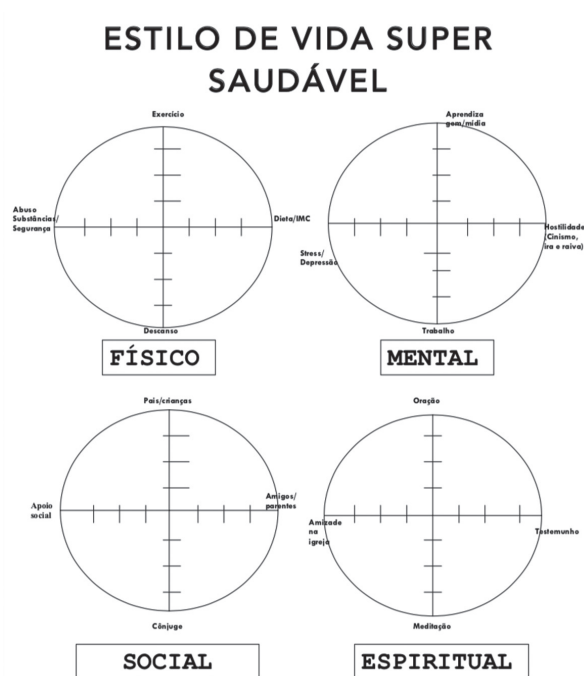 ESTILO DE VIDA SUPER
SAUDÁVEL
Exercício
Abuso
Substâncias/
Segurança
Dieta/IMC
Descanso
FÍSICO
Aprendiza
gem/mídia
Hostilidade
(Cinismo,
ira e raiva)
Stress/
Depressão
Trabalho
MENTAL
Pais/crianças
Apoio
social
Amigos/
parentes
Cônjuge
SOCIAL
Oração
Amizade
na
igreja
Testemunho
Meditação
ESPIRITUAL